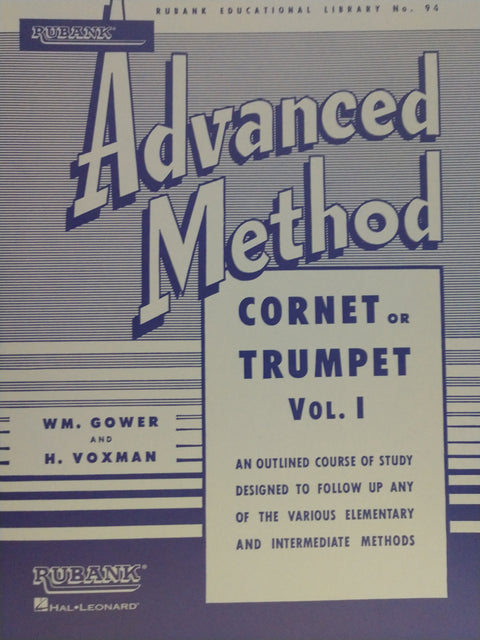 RUBANK EDUCATIONAL LIBRARY No. 94
RUBANK®
Advanced
Method
CORNET OR
TRUMPET
VOL. I
WM. GOWER
AND
H. VOXMAN
AN OUTLINED COURSE OF STUDY
DESIGNED TO FOLLOW UP ANY
OF THE VARIOUS ELEMENTARY
AND INTERMEDIATE METHODS
RUBANK®
HAL•LEONARD®